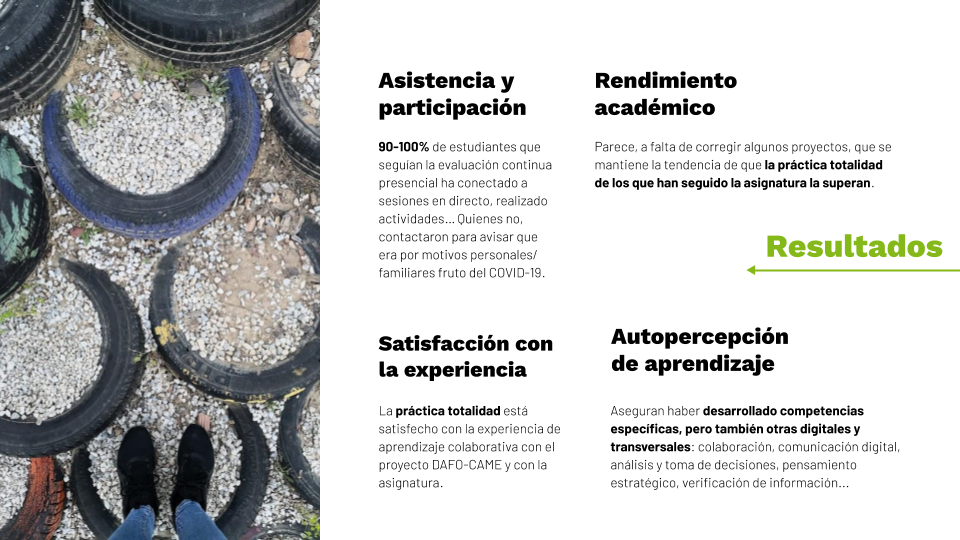 Asistencia y
participación
90-100% de estudiantes que
seguían la evaluación continua
presencial ha conectado a
sesiones en directo, realizado
actividades... Quienes no,
contactaron para avisar que
era por motivos personales/
familiares fruto del COVID-19.
Rendimiento
académico
Parece, a falta de corregir algunos proyectos, que se
mantiene la tendencia de que la práctica totalidad
de los que han seguido la asignatura la superan.
Resultados
Satisfacción con
la experiencia
La práctica totalidad está
satisfecho con la experiencia de
aprendizaje colaborativa con el
proyecto DAFO-CAME y con la
asignatura.
Autopercepción
de aprendizaje
Aseguran haber desarrollado competencias
específicas, pero también otras digitales y
transversales: colaboración, comunicación digital,
análisis y toma de decisiones, pensamiento
estratégico, verificación de información...